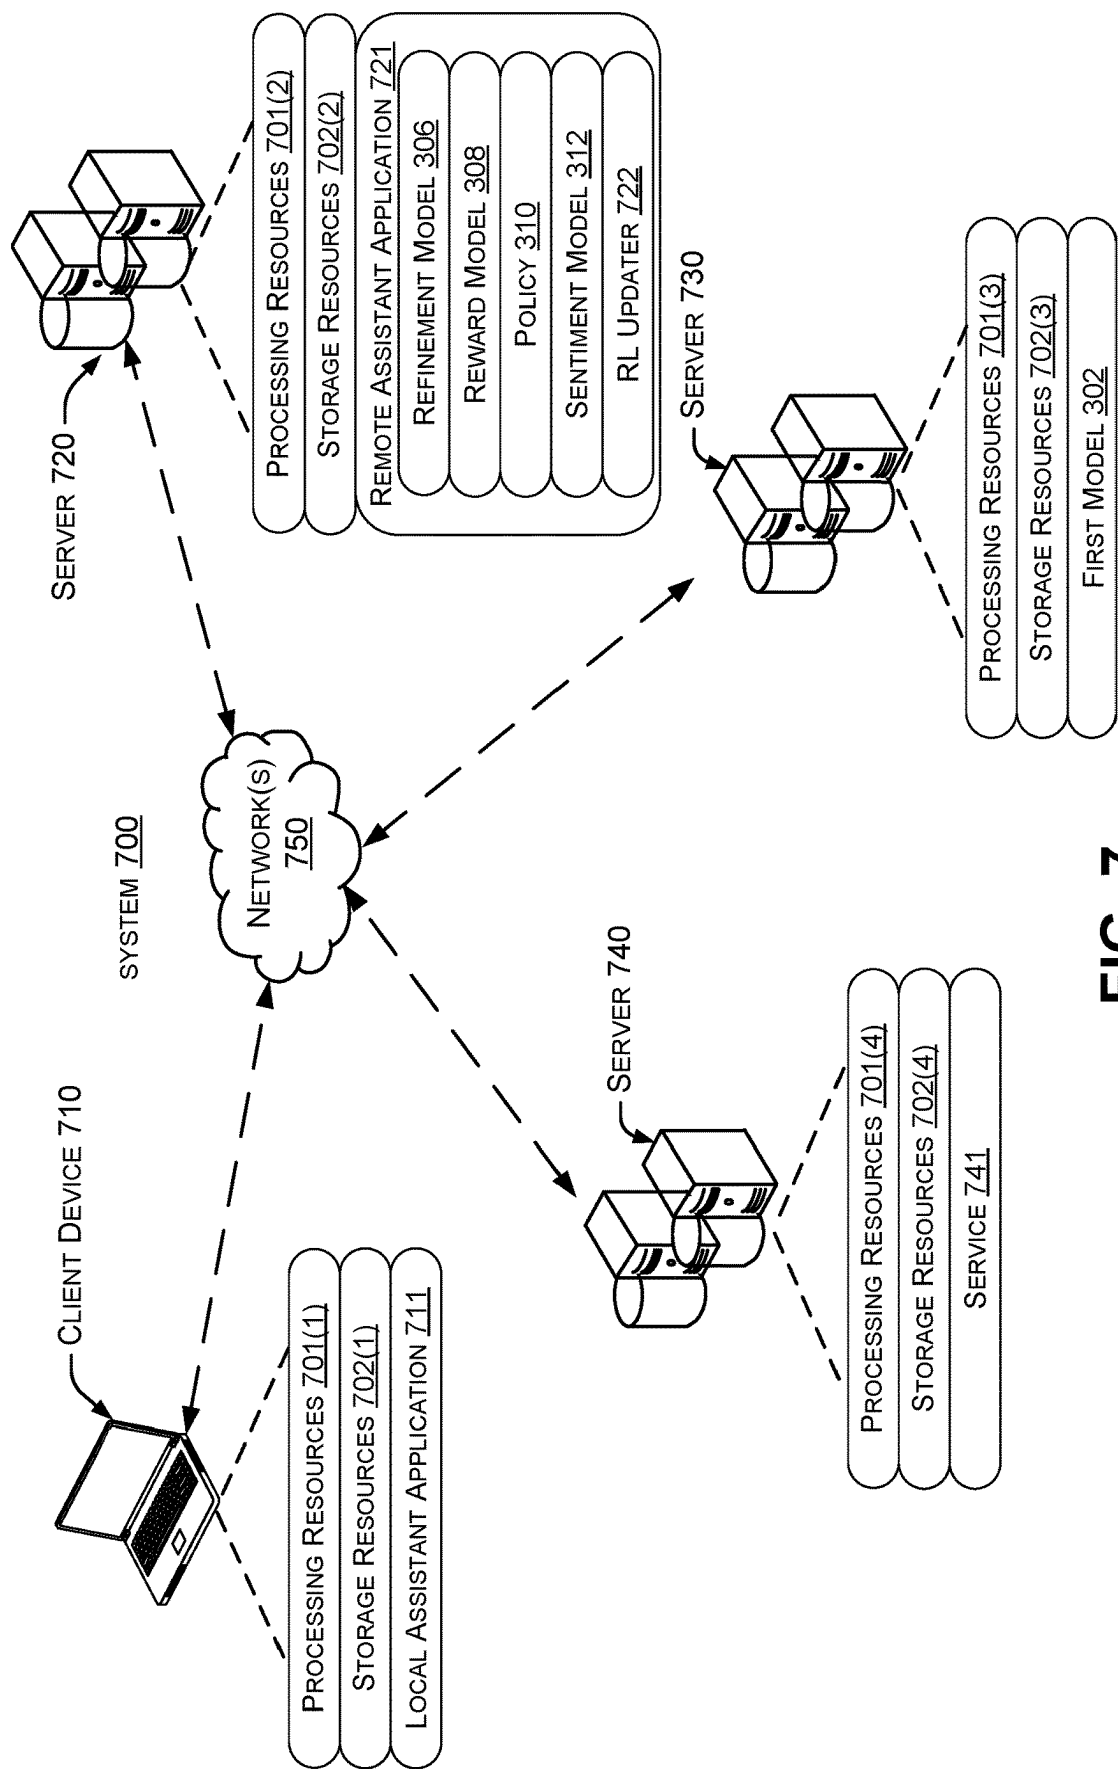 SYSTEM 700
CLIENT DEVICE 710
PROCESSING RESOURCES 701(1)
STORAGE RESOURCES 702(1)
LOCAL ASSISTANT APPLICATION 711
NETWORK(S)
750
SERVER 720
PROCESSING RESOURCES 701(2)
STORAGE RESOURCES 702(2)
REMOTE ASSISTANT APPLICATION 721
REFINEMENT MODEL 306
REWARD MODEL 308
POLICY 310
SENTIMENT MODEL 312
RL UPDATER 722
SERVER 740
PROCESSING RESOURCES 701(4)
STORAGE RESOURCES 702(4)
SERVICE 741
SERVER 730
PROCESSING RESOURCES 701(3)
STORAGE RESOURCES 702(3)
FIRST MODEL 302
FIG. 7